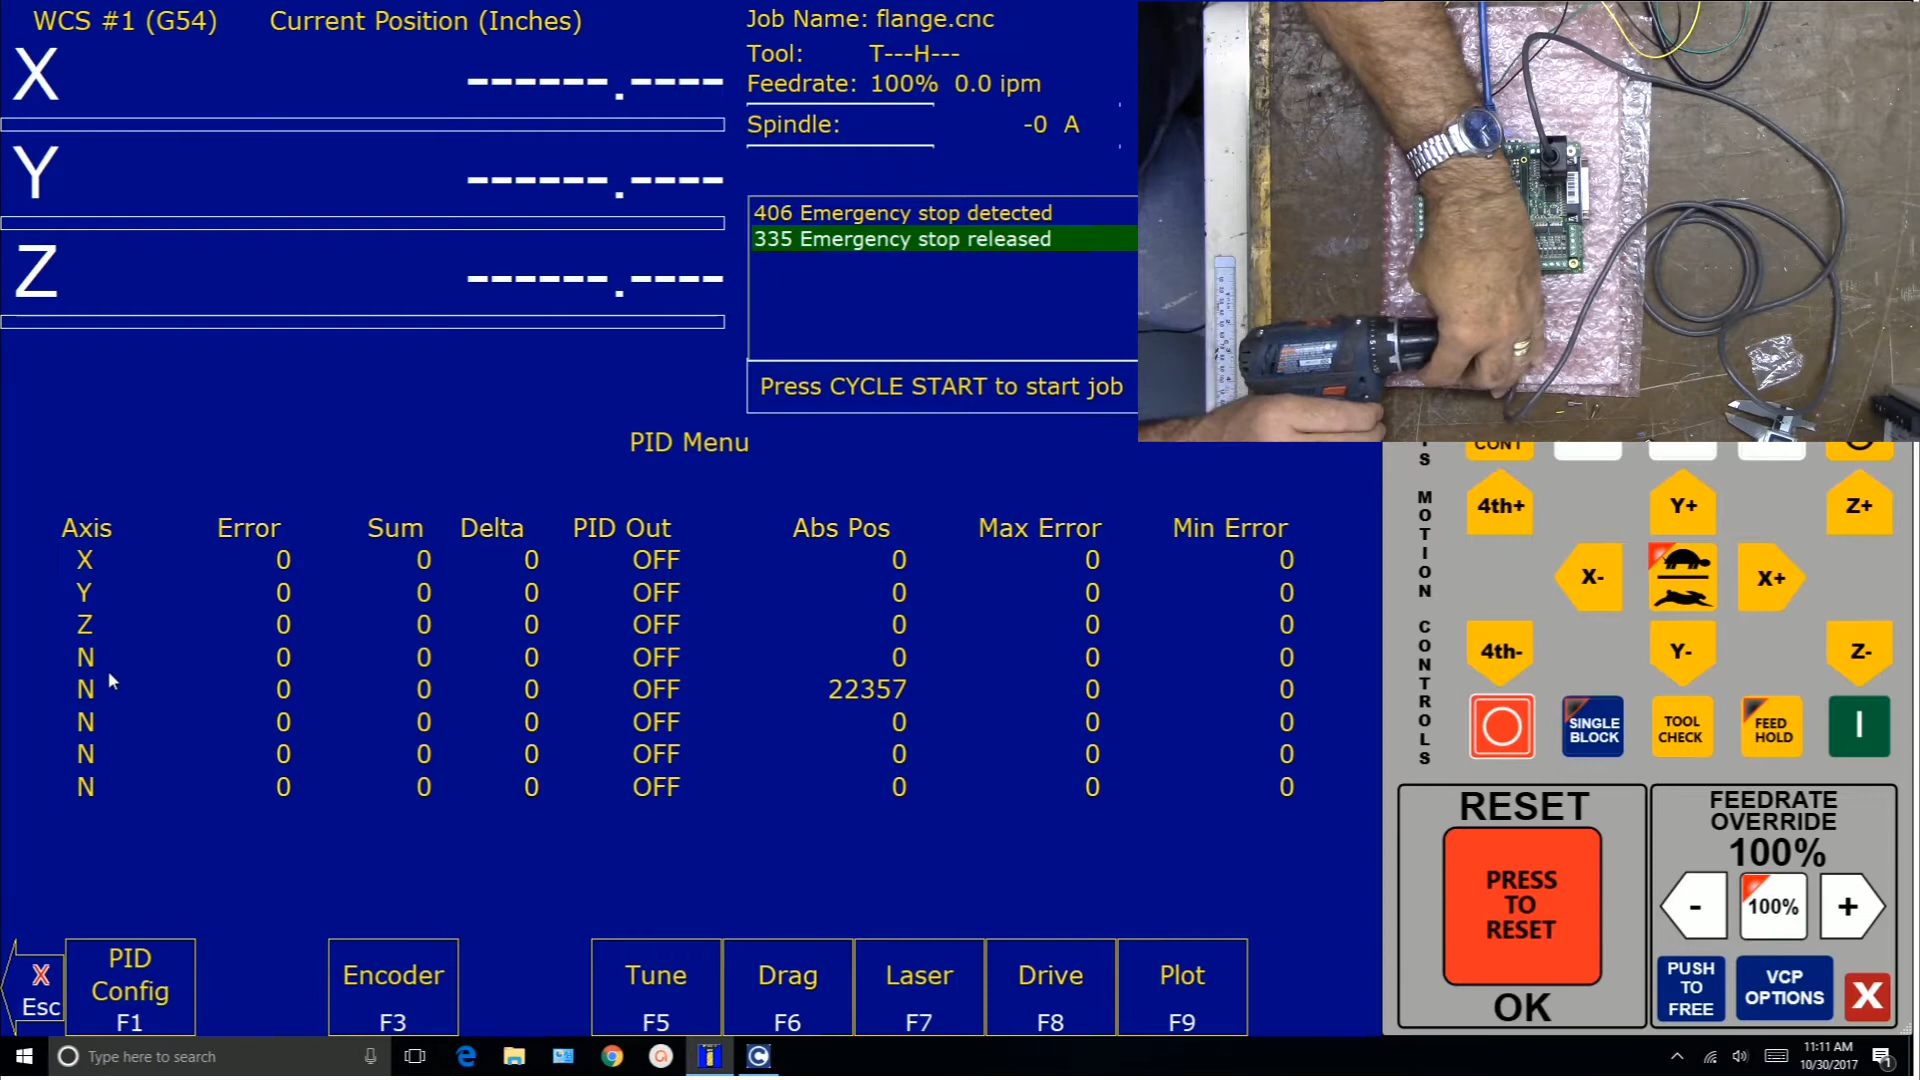 WCS #1 (G54) Current Position (Inches)
X ------.----
Y ------.----
Z ------.----
Job Name: flange.cnc
Tool: T---H---
Feedrate: 100% 0.0 ipm
Spindle: -0 A
406 Emergency stop detected
335 Emergency stop released
Press CYCLE START to start job
PID Menu
Axis Error Sum Delta PID Out Abs Pos Max Error Min Error
X 0 0 0 OFF 0 0 0
Y 0 0 0 OFF 0 0 0
Z 0 0 0 OFF 0 0 0
N 0 0 0 OFF 0 0 0
N 0 0 0 OFF 22357 0 0
N 0 0 0 OFF 0 0 0
N 0 0 0 OFF 0 0 0
N 0 0 0 OFF 0 0 0
X Esc
PID Config F1
Encoder F3
Tune F5
Drag F6
Laser F7
Drive F8
Plot F9
CONT
S MOTION CONTROLS
4th+ Y+ Z+
X- X+
4th- Y- Z-
SINGLE BLOCK
TOOL CHECK
FEED HOLD
I
RESET
PRESS
TO
RESET
OK
FEEDRATE
OVERRIDE
100%
- 100% +
PUSH TO FREE
VCP OPTIONS
X
Type here to search
11:11 AM
10/30/2017
1